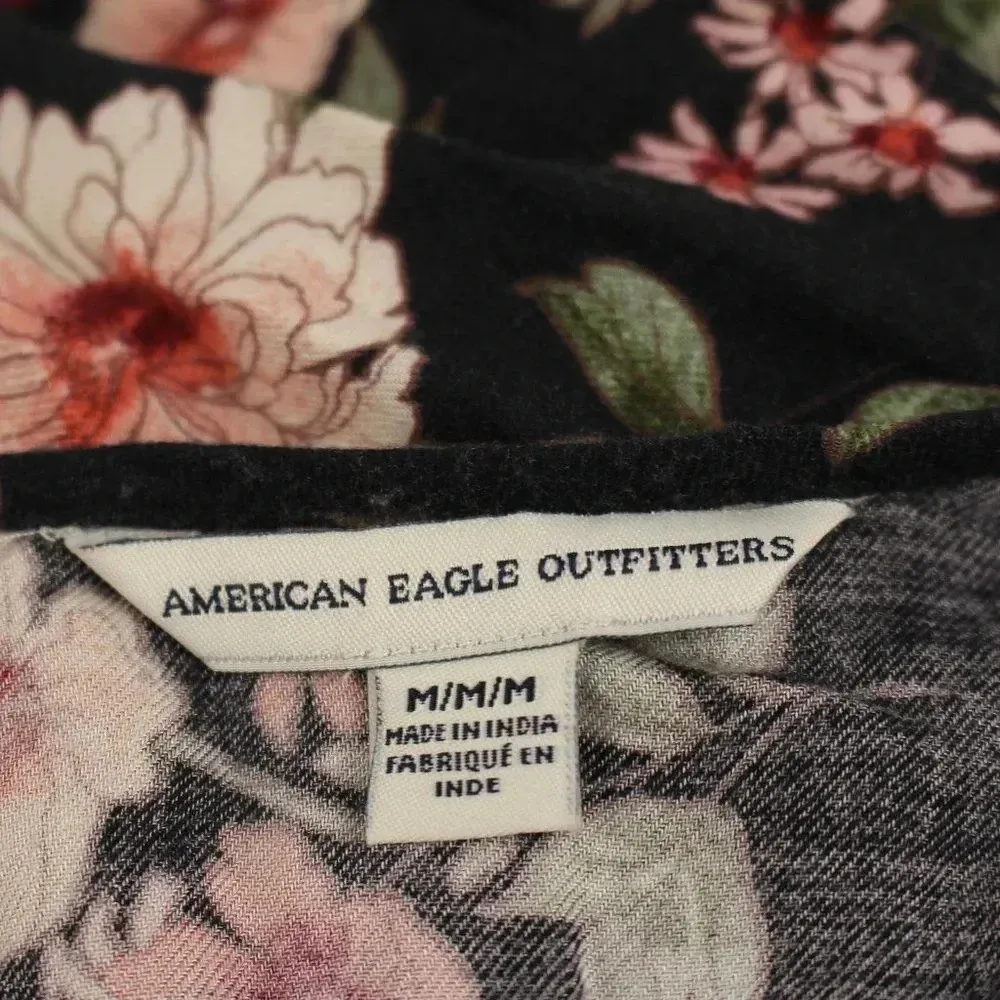 AMERICAN EAGLE OUTFITTERS
M/M/M
MADE IN INDIA
FABRIQUÉ EN
INDE